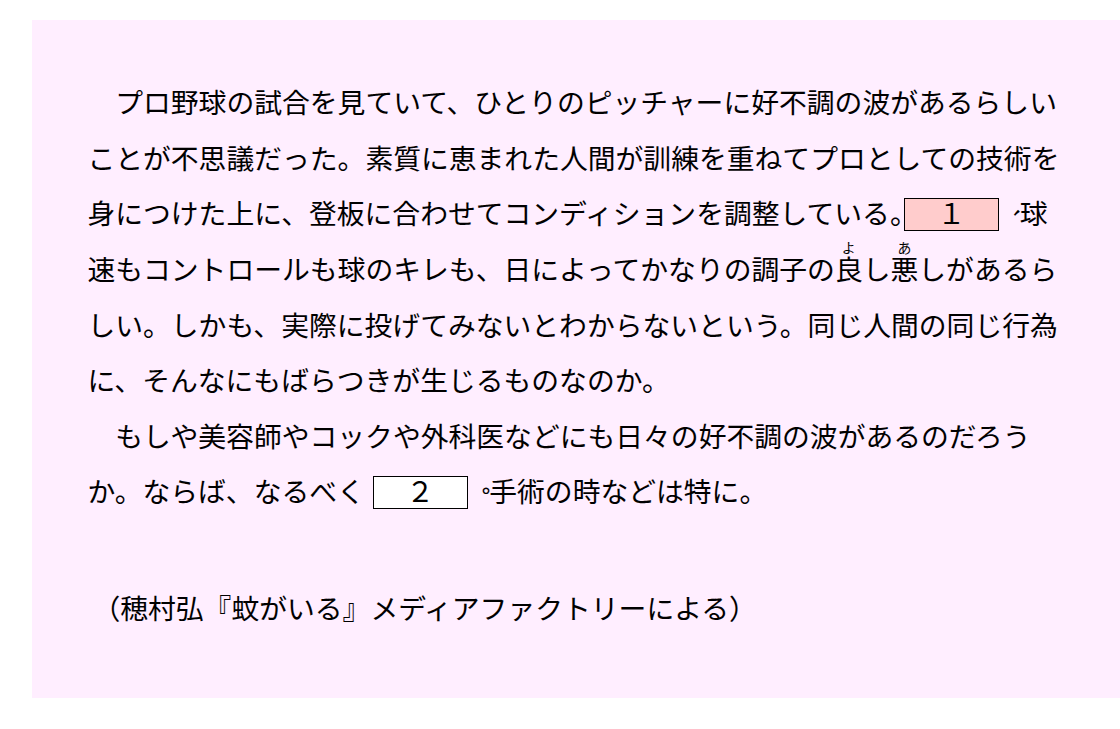 プロ野球の試合を見ていて、ひとりのピッチャーに好不調の波があるらしい
ことが不思議だった。素質に恵まれた人間が訓練を重ねてプロとしての技術を
身につけた上に、登板に合わせてコンディションを調整している。 1 、球
速もコントロールも球のキレも、日によってかなりの調子の良し悪しがあるら
よ あ
しい。しかも、実際に投げてみないとわからないという。同じ人間の同じ行為
に、そんなにもばらつきが生じるものなのか。
もしや美容師やコックや外科医などにも日々の好不調の波があるのだろう
か。ならば、なるべく 2 。手術の時などは特に。
（穂村弘『蚊がいる』メディアファクトリーによる）